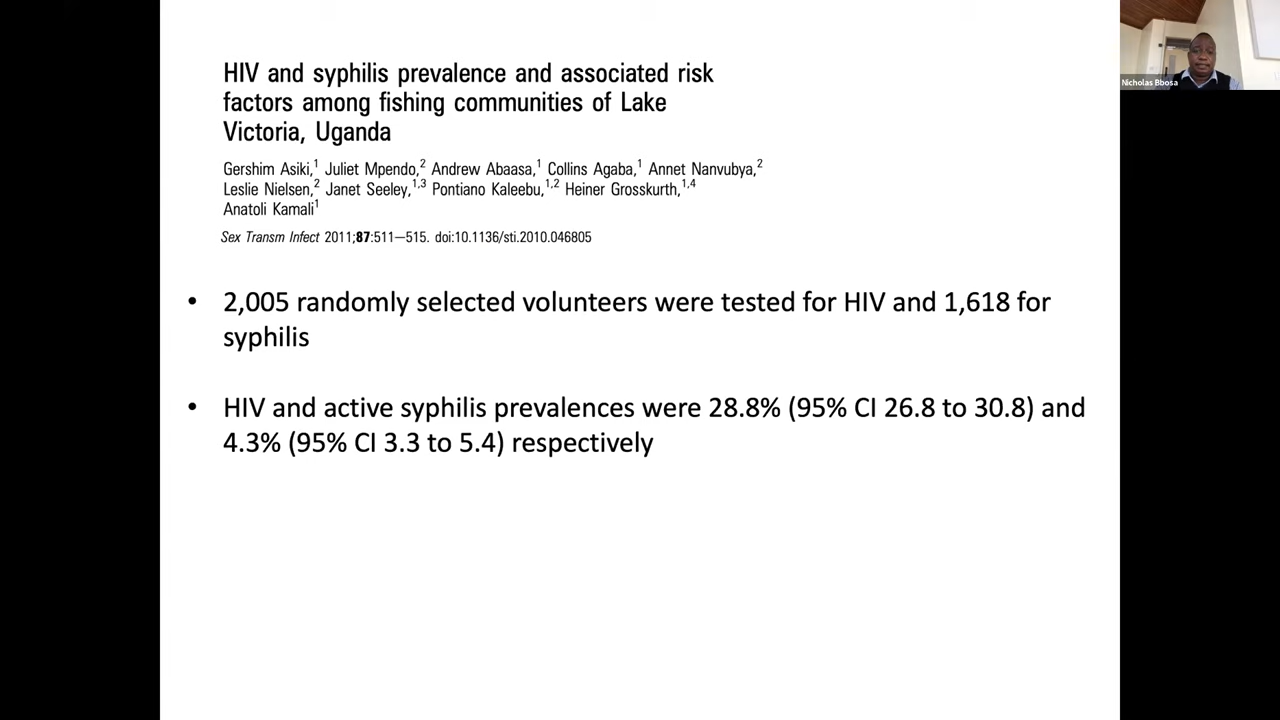 HIV and syphilis prevalence and associated risk
factors among fishing communities of Lake
Victoria, Uganda
Gershim Asiki,1 Juliet Mpendo,2 Andrew Abaasa,1 Collins Agaba,1 Annet Nanvubya,2
Leslie Nielsen,2 Janet Seeley,1,3 Pontiano Kaleebu,1,2 Heiner Grosskurth,1,4
Anatoli Kamali1
Sex Transm Infect 2011;87:511–515. doi:10.1136/sti.2010.046805
• 2,005 randomly selected volunteers were tested for HIV and 1,618 for
syphilis
• HIV and active syphilis prevalences were 28.8% (95% CI 26.8 to 30.8) and
4.3% (95% CI 3.3 to 5.4) respectively
Nicholas Bbosa